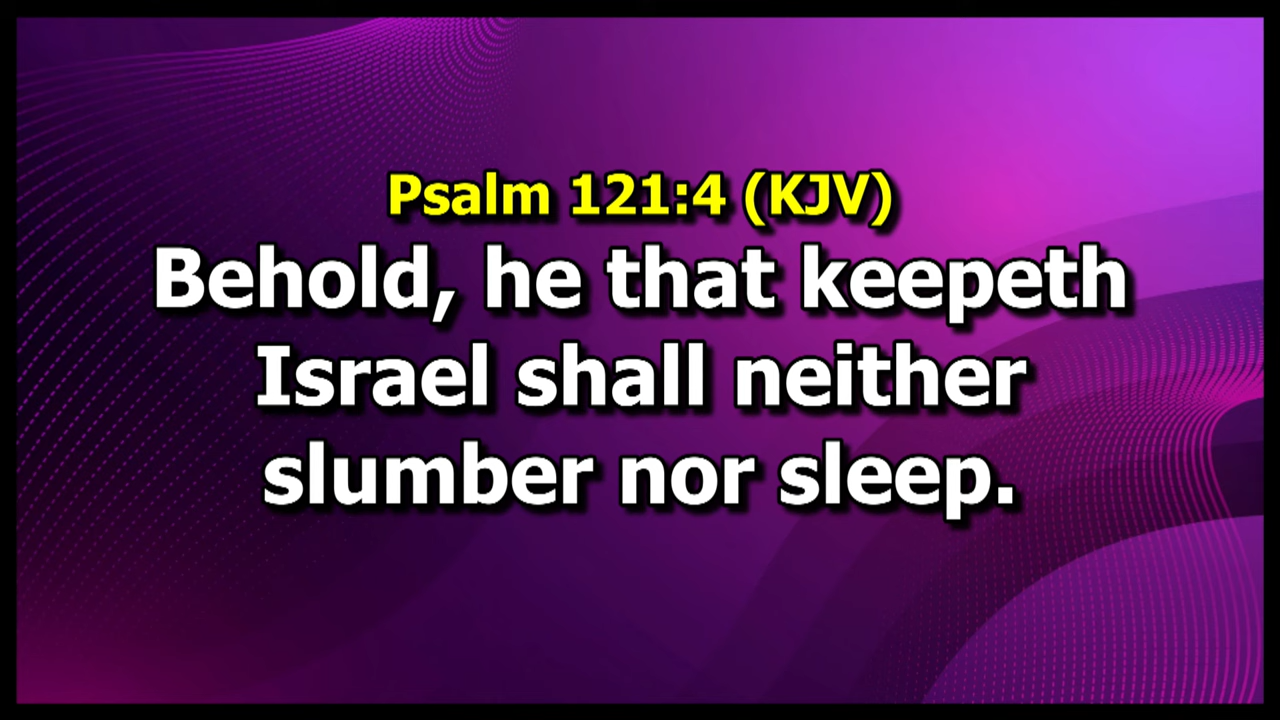 Psalm 121:4 (KJV)
Behold, he that keepeth
Israel shall neither
slumber nor sleep.